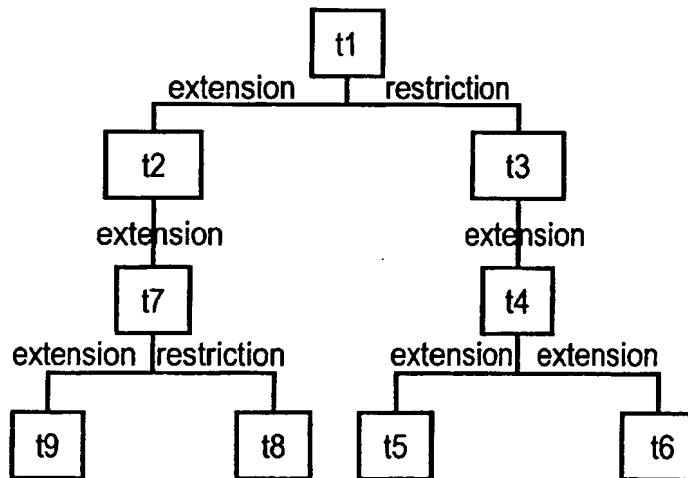 t1
extension restriction
t2 t3
extension extension
t7 t4
extension restriction extension extension
t9 t8 t5 t6